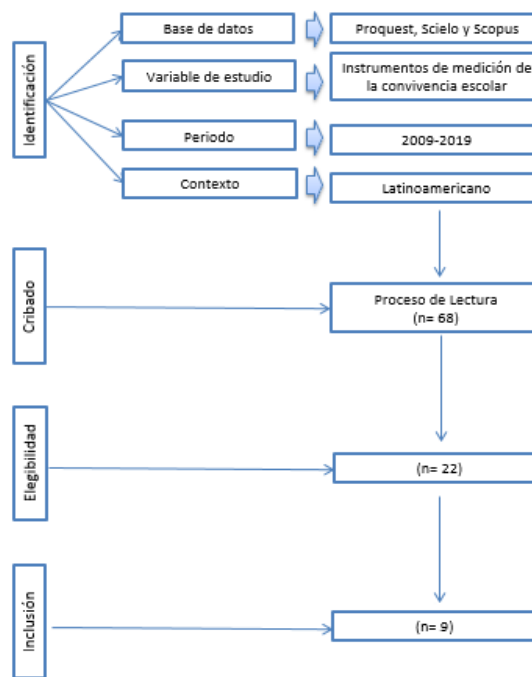 Identificación
Base de datos
Proquest, Scielo y Scopus
Variable de estudio
Instrumentos de medición de
la convivencia escolar
Periodo
2009-2019
Contexto
Latinoamericano
Cribado
Proceso de Lectura
(n= 68)
Elegibilidad
(n= 22)
Inclusión
(n= 9)